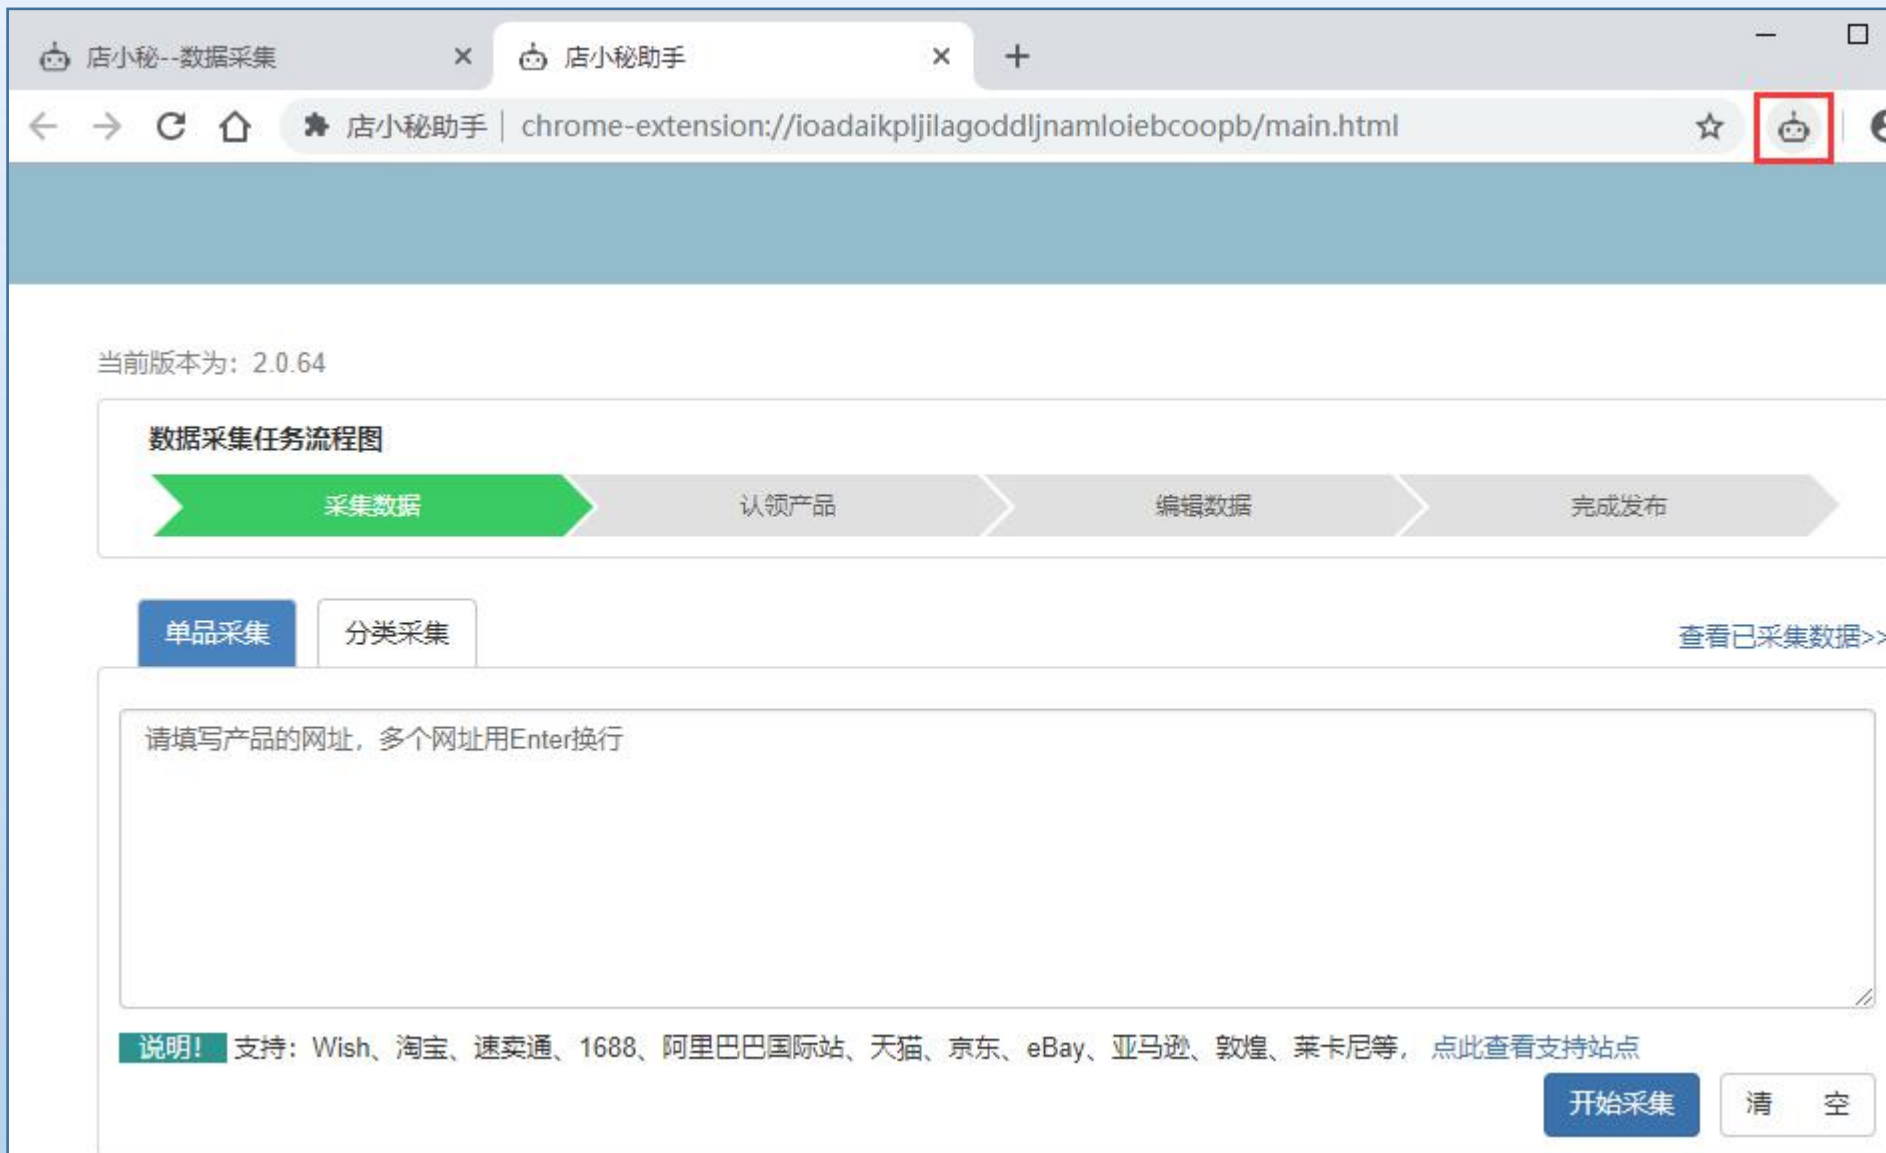 店小秘--数据采集
店小秘助手
店小秘助手 | chrome-extension://ioadaikpljilagoddljnamloiebcoopb/main.html
当前版本为：2.0.64
数据采集任务流程图
采集数据 认领产品 编辑数据 完成发布
单品采集 分类采集 查看已采集数据>>
请填写产品的网址，多个网址用Enter换行
说明！ 支持：Wish、淘宝、速卖通、1688、阿里巴巴国际站、天猫、京东、eBay、亚马逊、敦煌、莱卡尼等， 点此查看支持站点
开始采集 清 空